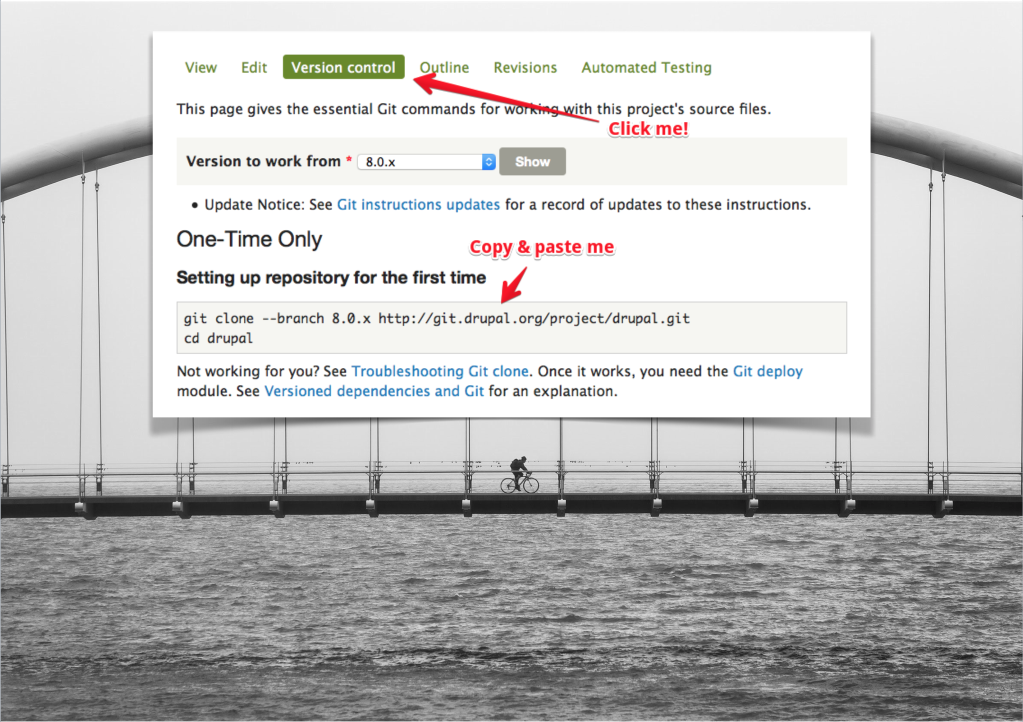 View Edit Version control Outline Revisions Automated Testing
This page gives the essential Git commands for working with this project's source files.
Click me!
Version to work from * 8.0.x Show
• Update Notice: See Git instructions updates for a record of updates to these instructions.
One-Time Only
Copy & paste me
Setting up repository for the first time
git clone --branch 8.0.x http://git.drupal.org/project/drupal.git
cd drupal
Not working for you? See Troubleshooting Git clone. Once it works, you need the Git deploy
module. See Versioned dependencies and Git for an explanation.